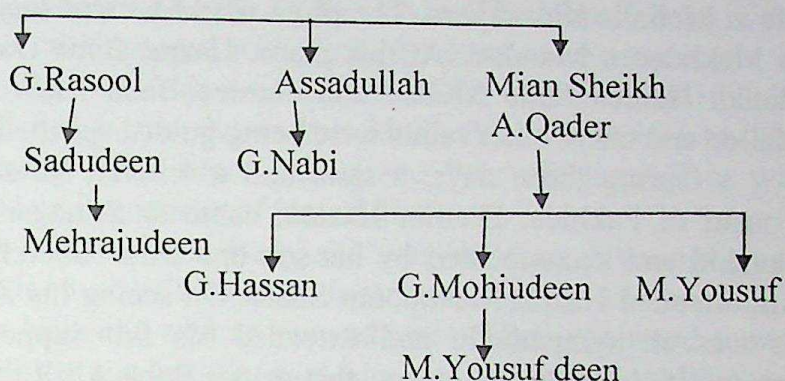 G.Rasool Assadullah Mian Sheikh
A.Qader
Sadudeen G.Nabi
Mehrajudeen
G.Hassan G.Mohiudeen M.Yousuf
M.Yousuf deen